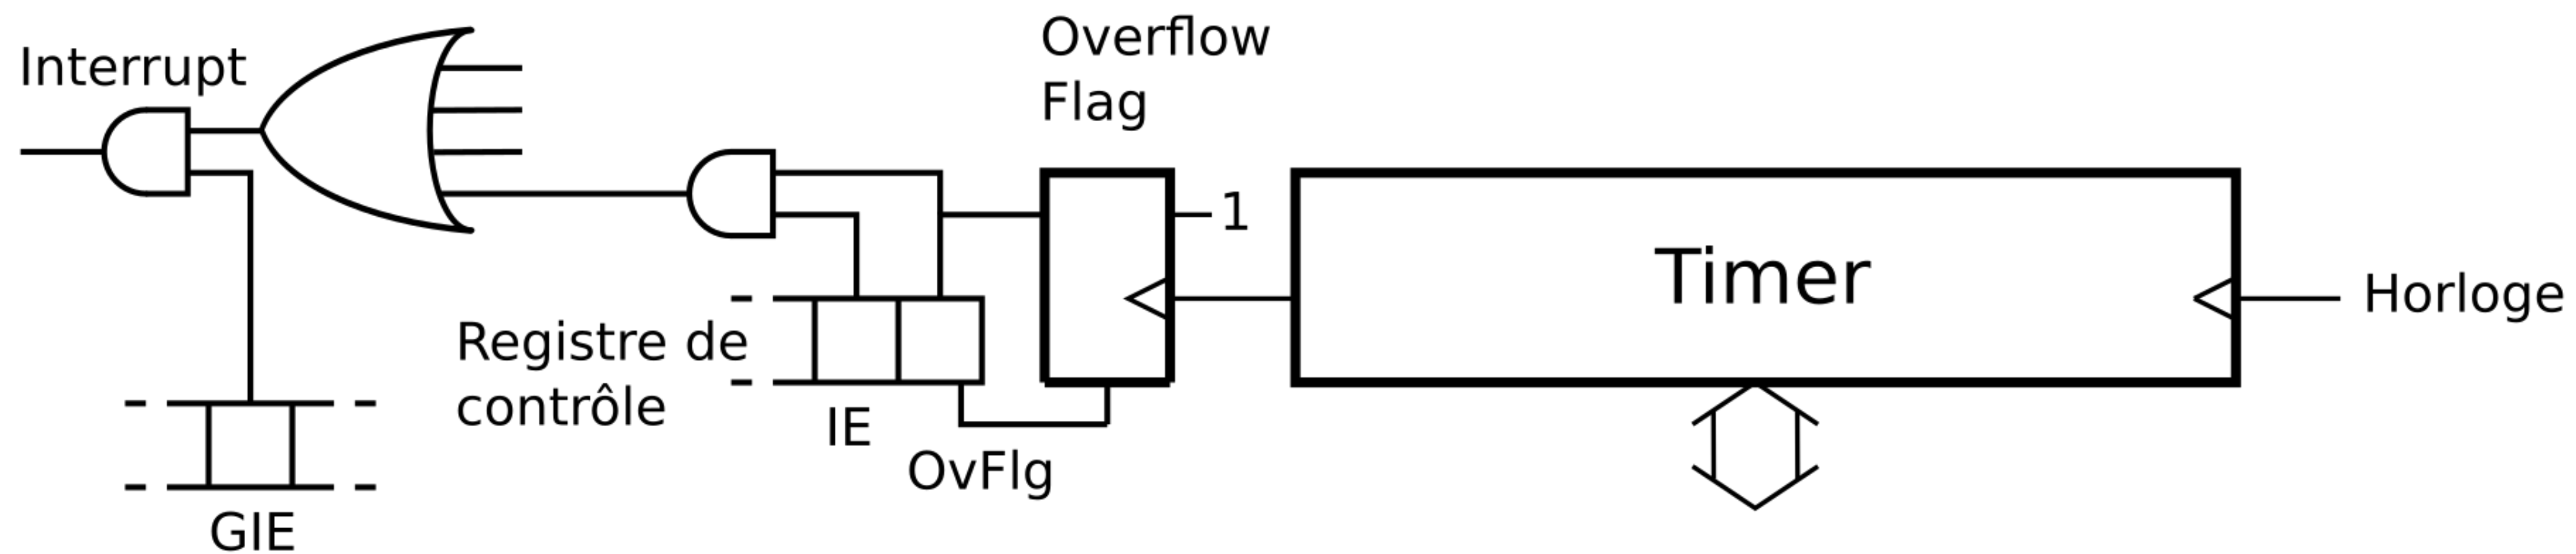 Interrupt
Overflow
Flag
1
Timer
Horloge
Registre de
contrôle
IE
OvFlg
GIE